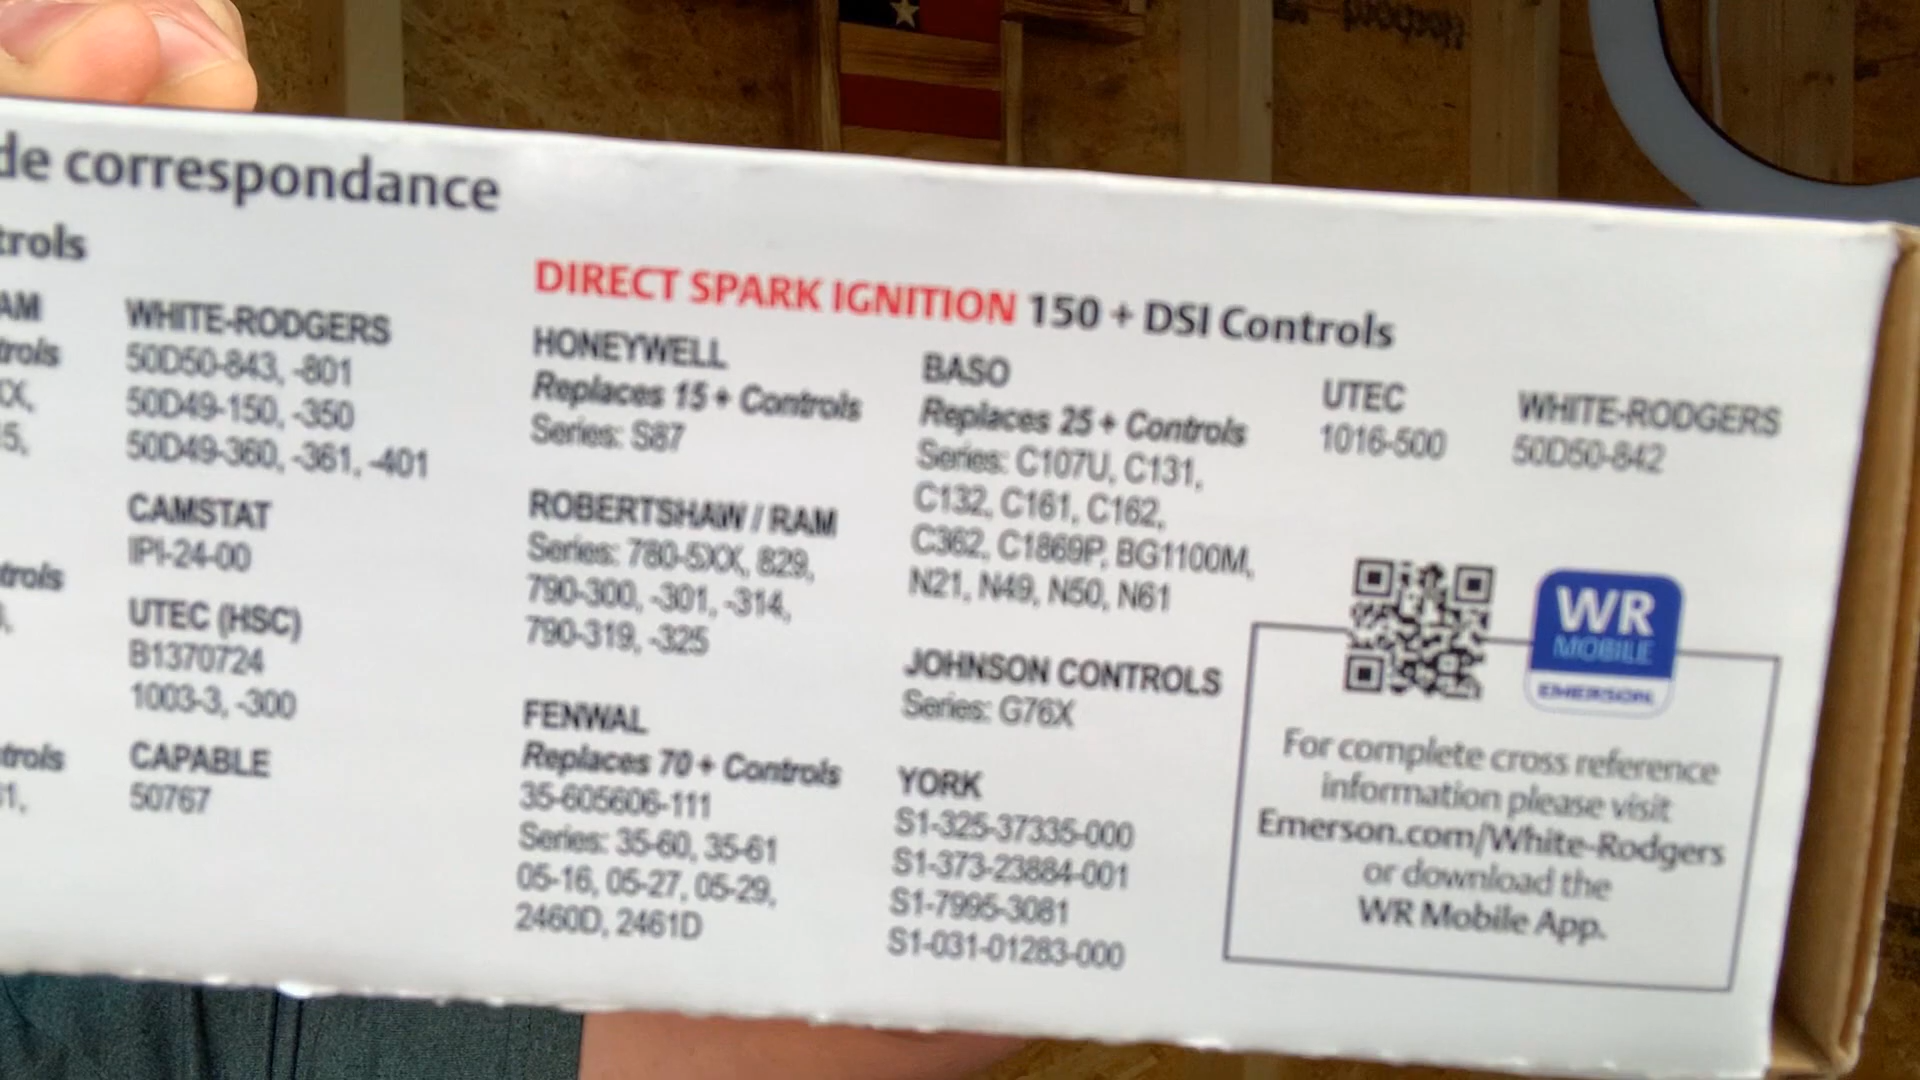 de correspondance
trols
AM
trols
XX,
5,
trols
trols
WHITE-RODGERS
50D50-843, -801
50D49-150, -350
50D49-360, -361, -401
CAMSTAT
IPI-24-00
UTEC (HSC)
B1370724
1003-3, -300
CAPABLE
50767
DIRECT SPARK IGNITION 150 + DSI Controls
HONEYWELL
Replaces 15 + Controls
Series: S87
ROBERTSHAW / RAM
Series: 780-5XX, 829,
790-300, -301, -314,
790-319, -325
FENWAL
Replaces 70 + Controls
35-605606-111
Series: 35-60, 35-61
05-16, 05-27, 05-29,
2460D, 2461D
BASO
Replaces 25 + Controls
Series: C107U, C131,
C132, C161, C162,
C362, C1869P, BG1100M,
N21, N49, N50, N61
JOHNSON CONTROLS
Series: G76X
YORK
S1-325-37335-000
S1-373-23884-001
S1-7995-3081
S1-031-01283-000
UTEC
1016-500
WHITE-RODGERS
50D50-842
WR
MOBILE
EMERSON
For complete cross reference
information please visit
Emerson.com/White-Rodgers
or download the
WR Mobile App.